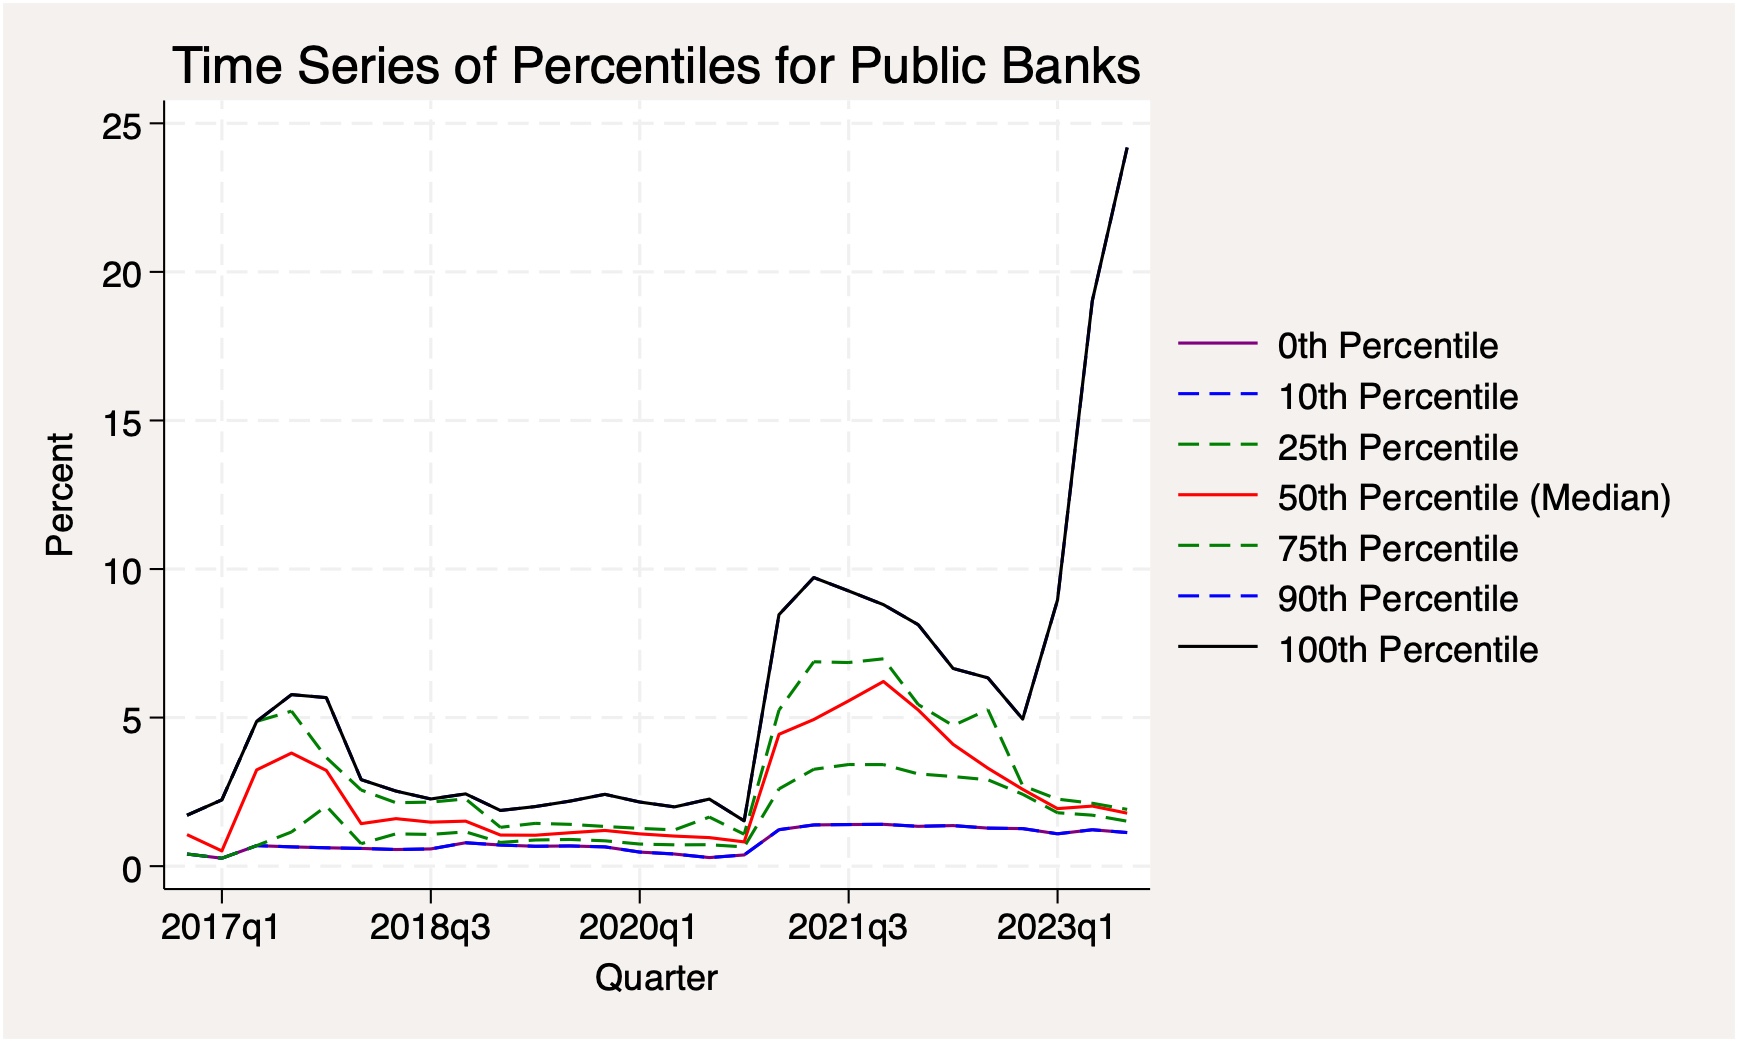 Time Series of Percentiles for Public Banks
25
20
15
10
5
0
Percent
2017q1 2018q3 2020q1 2021q3 2023q1
Quarter
0th Percentile
10th Percentile
25th Percentile
50th Percentile (Median)
75th Percentile
90th Percentile
100th Percentile